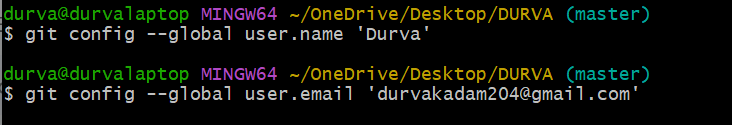 durva@durvalaptop MINGW64 ~/OneDrive/Desktop/DURVA (master)
$ git config --global user.name 'Durva'
durva@durvalaptop MINGW64 ~/OneDrive/Desktop/DURVA (master)
$ git config --global user.email 'durvakadam204@gmail.com'